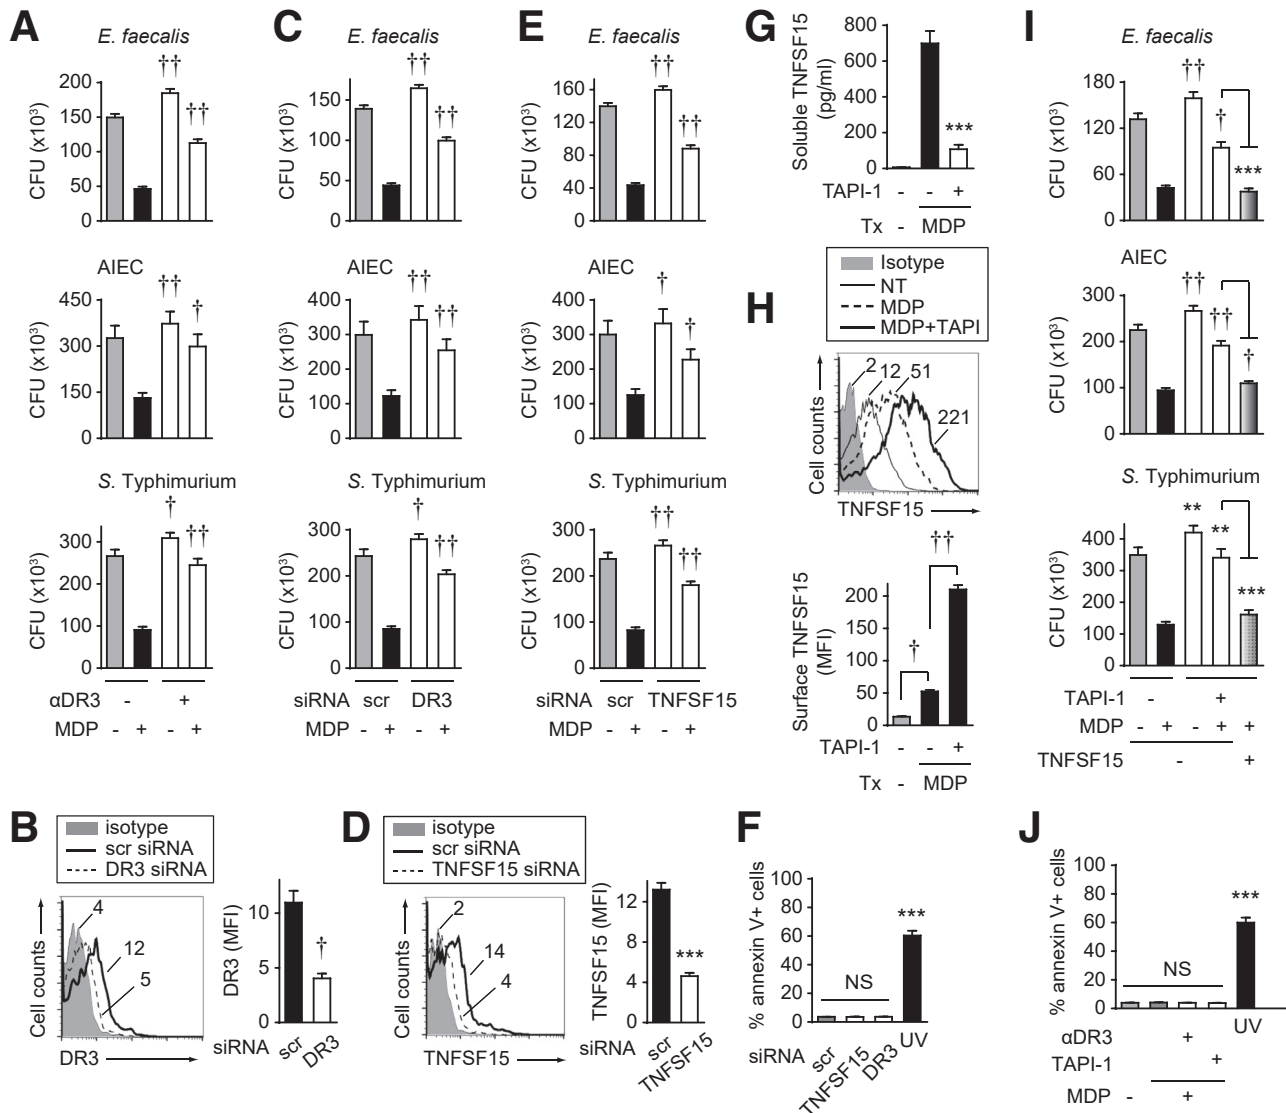 A
E. faecalis
††
††
CFU (x10³)
200
150
100
50
0
AIEC
††
†
CFU (x10³)
450
300
150
0
S. Typhimurium
†
††
CFU (x10³)
300
200
100
0
αDR3 - +
MDP - + - +
C
E. faecalis
††
††
CFU (x10³)
150
100
50
0
AIEC
††
††
CFU (x10³)
400
300
200
100
0
S. Typhimurium
†
††
CFU (x10³)
300
200
100
0
siRNA scr DR3
MDP - + - +
E
E. faecalis
††
††
CFU (x10³)
160
120
80
40
0
AIEC
†
†
CFU (x10³)
400
300
200
100
0
S. Typhimurium
††
††
CFU (x10³)
300
200
100
0
siRNA scr TNFSF15
MDP - + - +
G
Soluble TNFSF15
(pg/ml)
800
600
400
200
0
***
TAPI-1 - - +
Tx - MDP
H
Isotype
NT
MDP
MDP+TAPI
2 12 51
221
Cell counts
TNFSF15
††
†
Surface TNFSF15
(MFI)
200
150
100
50
0
TAPI-1 - - +
Tx - MDP
I
E. faecalis
††
†
***
CFU (x10³)
180
120
60
0
AIEC
††
††
†
CFU (x10³)
300
200
100
0
S. Typhimurium
**
**
***
CFU (x10³)
400
300
200
100
0
TAPI-1 - +
MDP - + - + +
TNFSF15 - +
B
isotype
scr siRNA
DR3 siRNA
4
12
5
Cell counts
DR3
DR3 (MFI)
10
5
0
†
siRNA scr DR3
D
isotype
scr siRNA
TNFSF15 siRNA
2
14
4
Cell counts
TNFSF15
TNFSF15 (MFI)
12
8
4
0
***
siRNA scr TNFSF15
F
% annexin V+ cells
100
80
60
40
20
0
NS
***
siRNA scr TNFSF15 DR3 UV
J
% annexin V+ cells
100
80
60
40
20
0
NS
***
UV
αDR3 +
TAPI-1 +
MDP - +